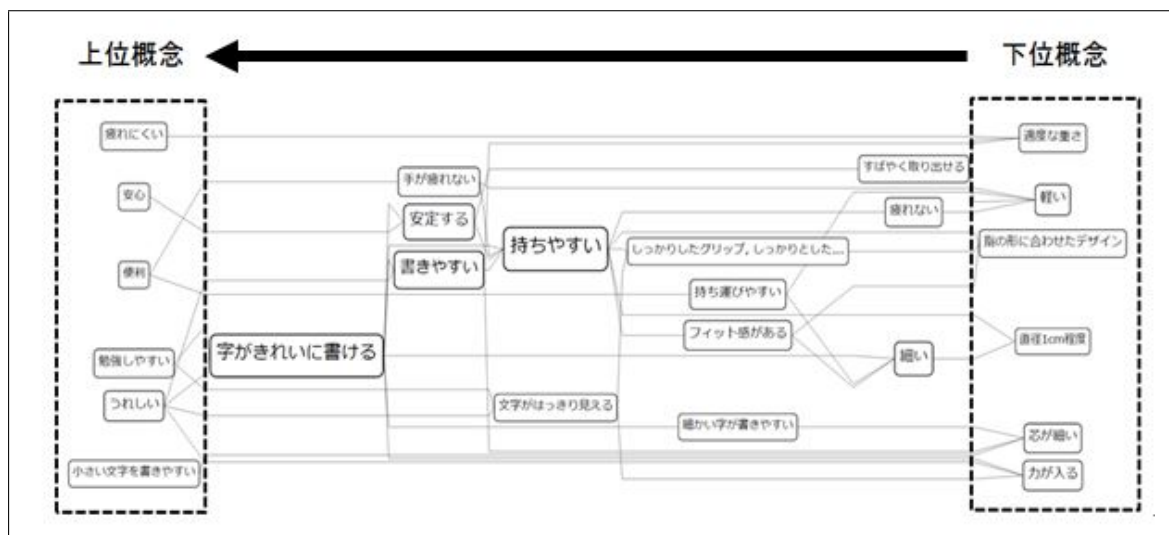 上位概念
下位概念
疲れにくい
適度な重さ
すばやく取り出せる
手が疲れない
安心
軽い
疲れない
安定する
持ちやすい
しっかりしたグリップ, しっかりとした...
指の形に合わせたデザイン
便利
書きやすい
持ち運びやすい
フィット感がある
直径1cm程度
字がきれいに書ける
細い
勉強しやすい
うれしい
文字がはっきり見える
細かい字が書きやすい
芯が細い
小さい文字を書きやすい
力が入る